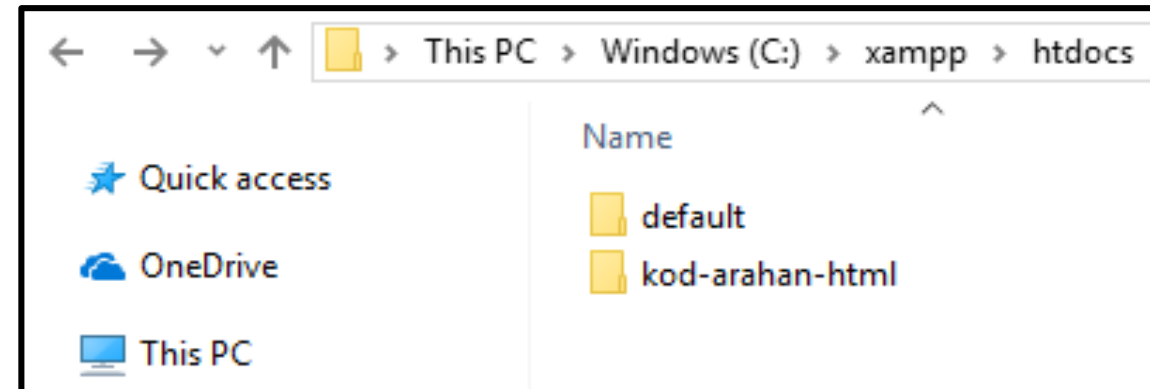 This PC > Windows (C:) > xampp > htdocs
Name
Quick access
default
OneDrive
kod-arahan-html
This PC